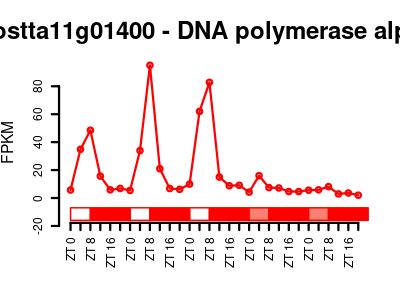 ostta11g01400 - DNA polymerase alp
FPKM
80
60
40
20
0
-20
ZT 0
ZT 8
ZT 16
ZT 0
ZT 8
ZT 16
ZT 0
ZT 8
ZT 16
ZT 0
ZT 8
ZT 16
ZT 0
ZT 8
ZT 16